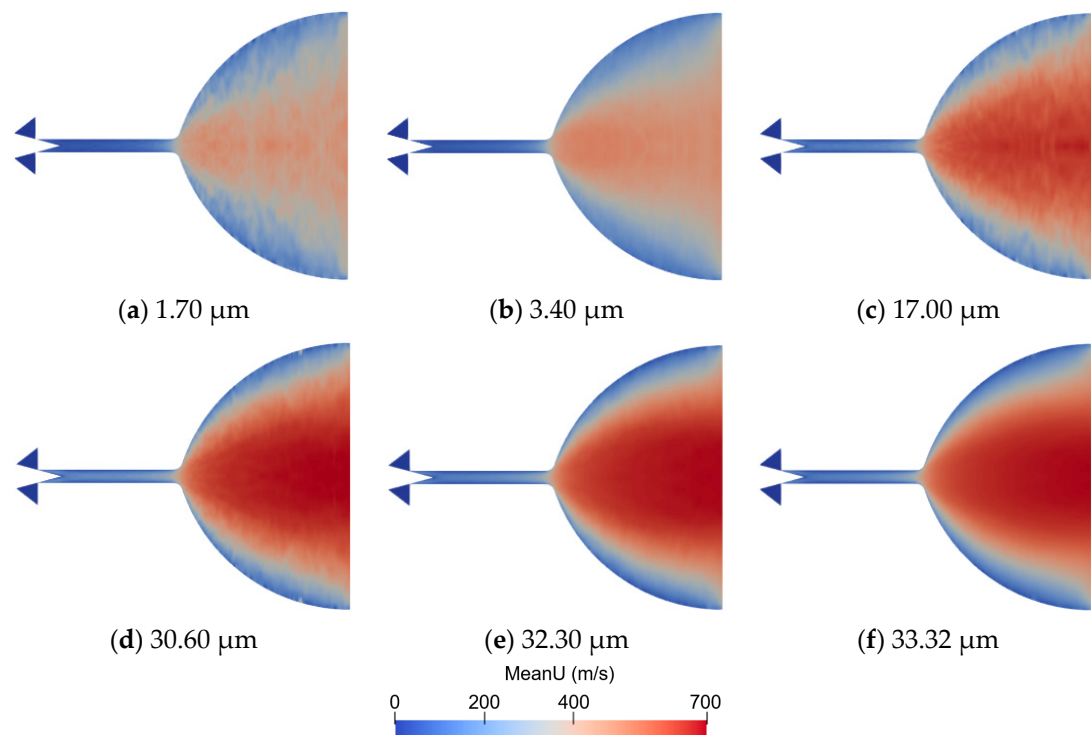 (a) 1.70 µm
(b) 3.40 µm
(c) 17.00 µm
(d) 30.60 µm
(e) 32.30 µm
(f) 33.32 µm
MeanU (m/s)
0 200 400 700